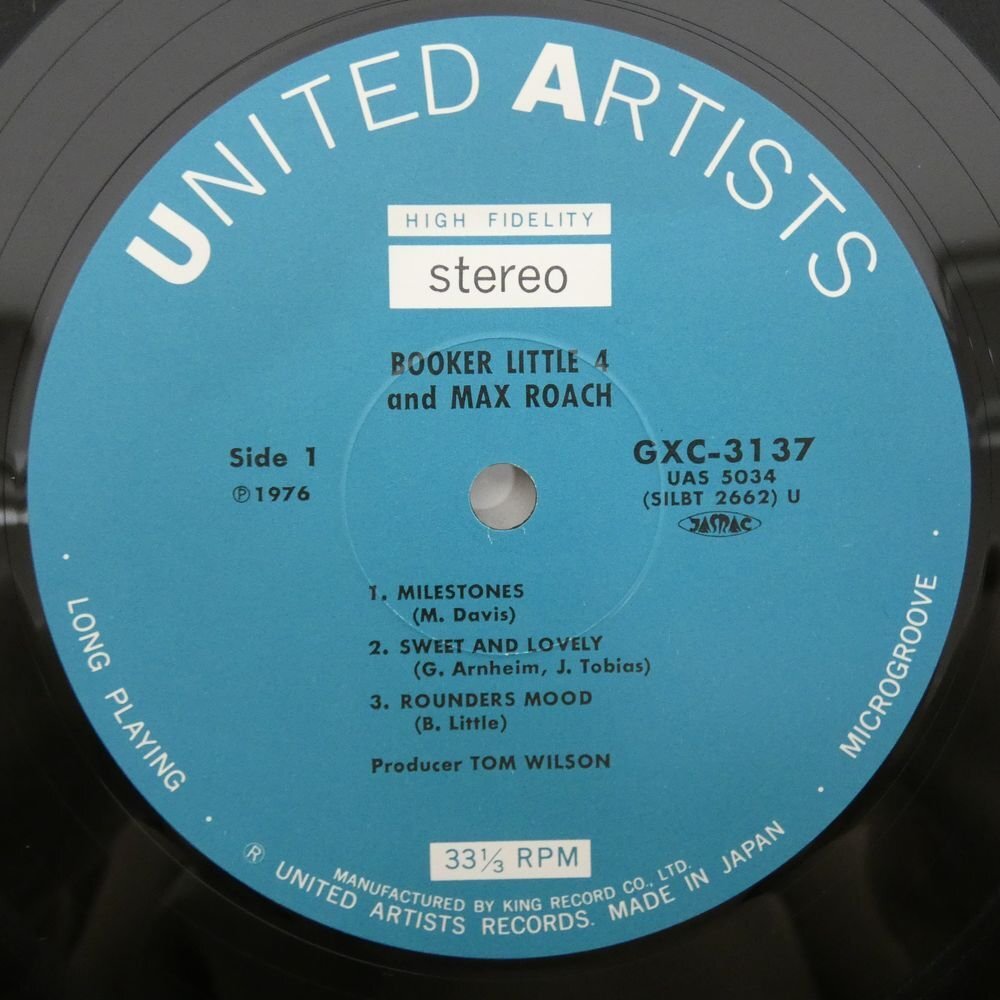 UNITED ARTISTS
HIGH FIDELITY
stereo
BOOKER LITTLE 4
and MAX ROACH
Side 1
℗1976
GXC-3137
UAS 5034
(SILBT 2662) U
JASRAC
1. MILESTONES
(M. Davis)
2. SWEET AND LOVELY
(G. Arnheim, J. Tobias)
3. ROUNDERS MOOD
(B. Little)
Producer TOM WILSON
33⅓ RPM
· LONG PLAYING ·
· MICROGROOVE ·
MANUFACTURED BY KING RECORD CO., LTD.
® UNITED ARTISTS RECORDS. MADE IN JAPAN